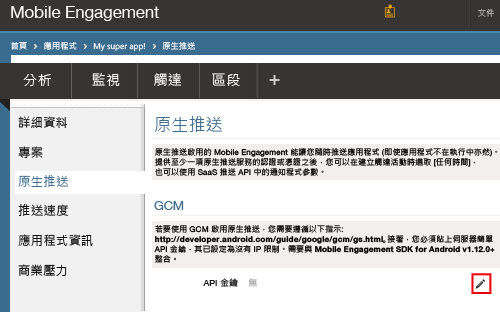 Mobile Engagement
文件
首頁 > 應用程式 > My super app! > 原生推送
分析 監視 觸達 區段 +
詳細資料
專案
原生推送
推送速度
應用程式資訊
商業壓力
原生推送
原生推送啟用的 Mobile Engagement 能讓您隨時推送應用程式 (即使應用程式不在執行中亦然)。
提供至少一項原生推送服務的認證或憑證之後，您可以在建立觸達活動時選取 [任何時間]，
也可以使用 SaaS 推送 API 中的通知程式參數。
GCM
若要使用 GCM 啟用原生推送，您需要遵循以下指示:
http://developer.android.com/guide/google/gcm/gs.html, 接著，您必須貼上伺服器簡單
API 金鑰，其已設定為沒有 IP 限制。需要與 Mobile Engagement SDK for Android v1.12.0+
整合。
API 金鑰 無